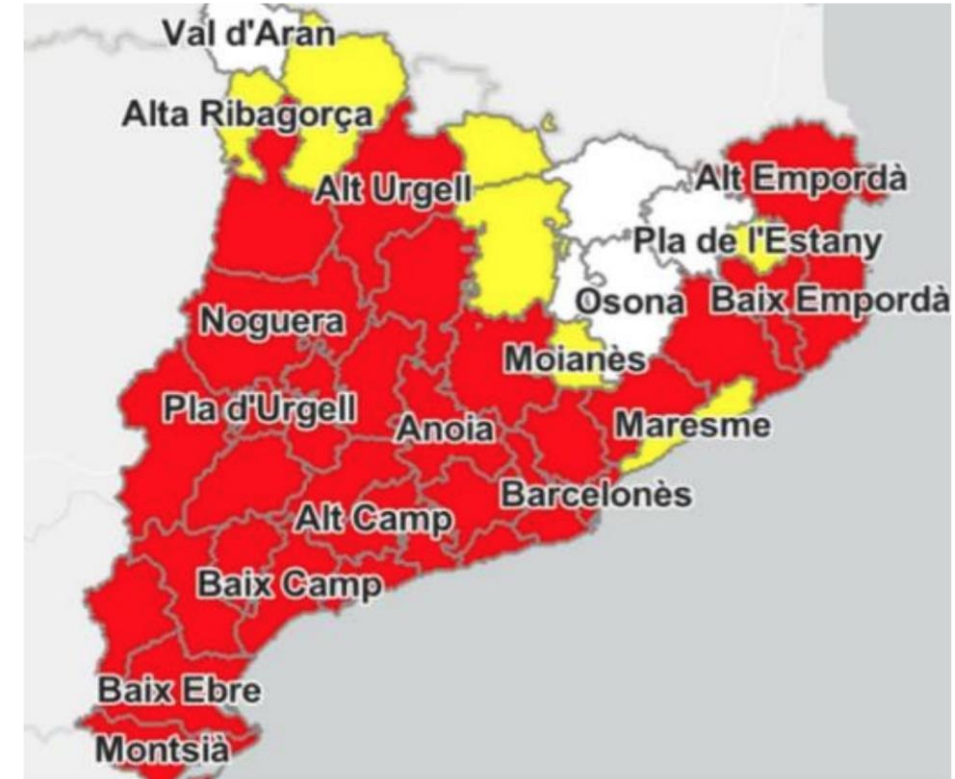 Val d'Aran
Alta Ribagorça
Alt Urgell
Alt Empordà
Pla de l'Estany
Osona
Baix Empordà
Noguera
Moianès
Pla d'Urgell
Anoia
Maresme
Barcelonès
Alt Camp
Baix Camp
Baix Ebre
Montsià